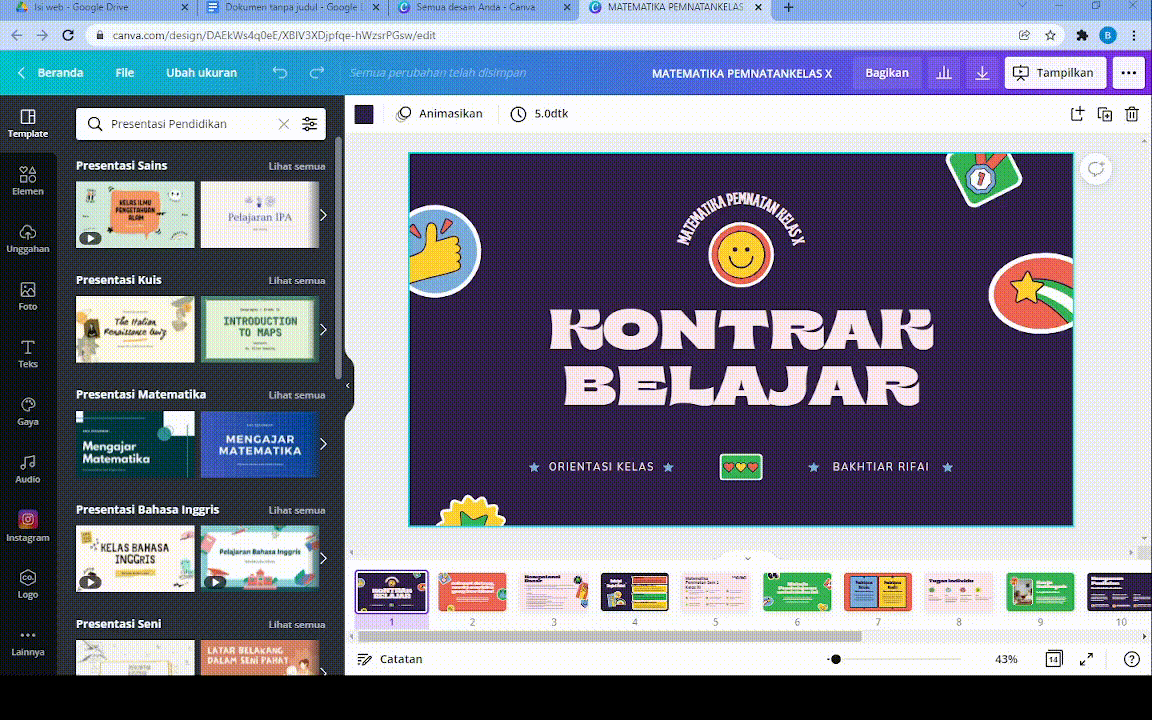 Isi web - Google Drive
Dokumen tanpa judul - Google
Semua desain Anda - Canva
MATEMATIKA PEMNATANKELAS
canva.com/design/DAEkWs4q0eE/XBIV3XDjpfqe-hWzsrPGsw/edit
B
Beranda
File
Ubah ukuran
Semua perubahan telah disimpan
MATEMATIKA PEMNATANKELAS X
Bagikan
Tampilkan
Template
Elemen
Unggahan
Foto
Teks
Gaya
Audio
Instagram
CO.
Logo
Lainnya
Presentasi Pendidikan
Presentasi Sains
Lihat semua
KELAS ILMU
PENGETAHUAN
ALAM
Pelajaran IPA
Presentasi Kuis
Lihat semua
The Italian
Renaissance Quiz
INTRODUCTION
TO MAPS
Presentasi Matematika
Lihat semua
Mengajar
Matematika
MENGAJAR
MATEMATIKA
Presentasi Bahasa Inggris
Lihat semua
KELAS BAHASA
INGGRIS
Pelajaran Bahasa Inggris
Presentasi Seni
Lihat semua
LATAR BELAKANG
DALAM SENI PAHAT
Animasikan
5.0dtk
1
MATEMATIKA PEMNATAN KELAS X
KONTRAK
BELAJAR
ORIENTASI KELAS
BAKHTIAR RIFAI
KONTRAK
BELAJAR
1
2
3
4
5
6
7
8
9
10
Catatan
43%
14